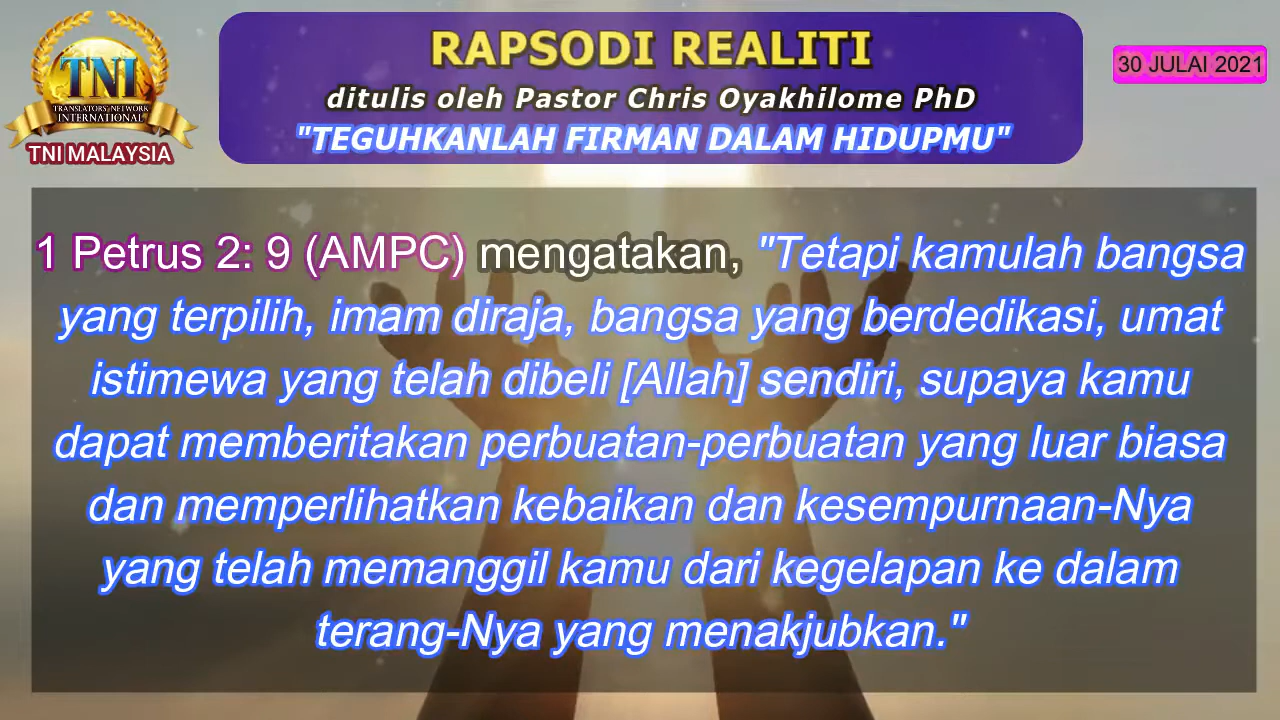 TNI
TRANSLATORS' NETWORK
INTERNATIONAL
TNI MALAYSIA
RAPSODI REALITI
ditulis oleh Pastor Chris Oyakhilome PhD
"TEGUHKANLAH FIRMAN DALAM HIDUPMU"
30 JULAI 2021
1 Petrus 2: 9 (AMPC) mengatakan, "Tetapi kamulah bangsa
yang terpilih, imam diraja, bangsa yang berdedikasi, umat
istimewa yang telah dibeli [Allah] sendiri, supaya kamu
dapat memberitakan perbuatan-perbuatan yang luar biasa
dan memperlihatkan kebaikan dan kesempurnaan-Nya
yang telah memanggil kamu dari kegelapan ke dalam
terang-Nya yang menakjubkan."